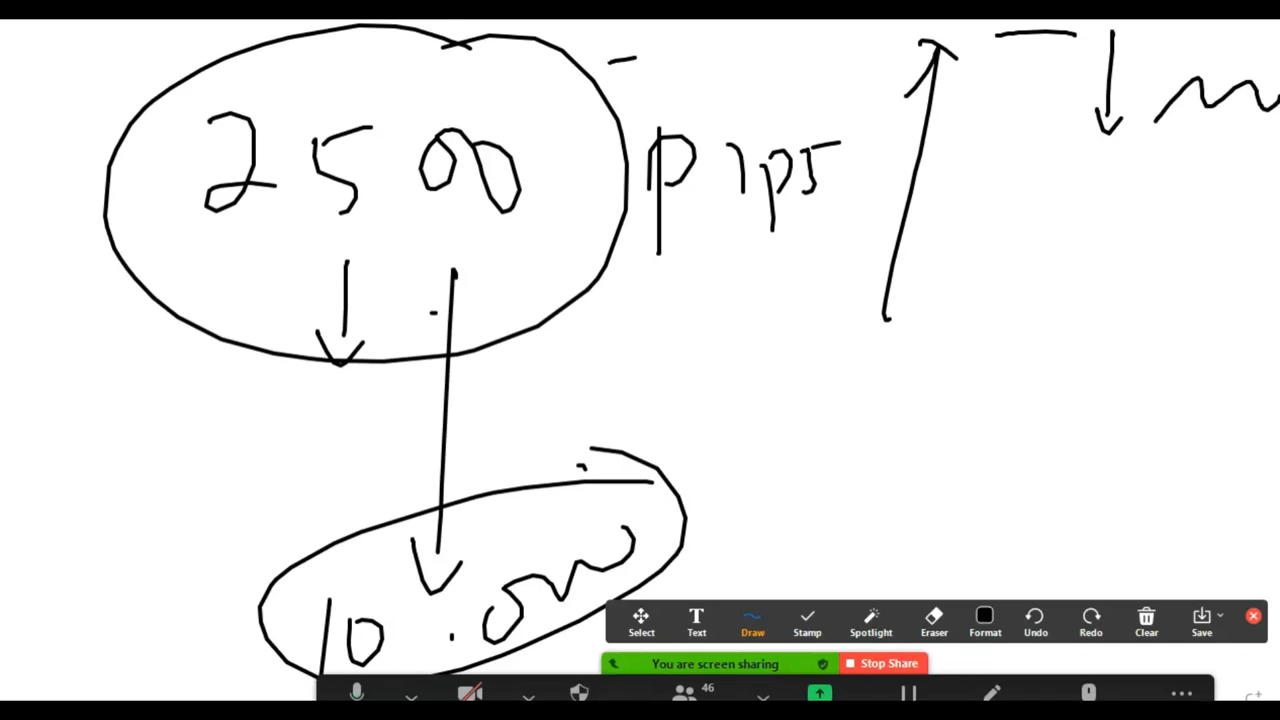 2500 pips
10.000
Select Text Draw Stamp Spotlight Eraser Format Undo Redo Clear Save
You are screen sharing Stop Share
46